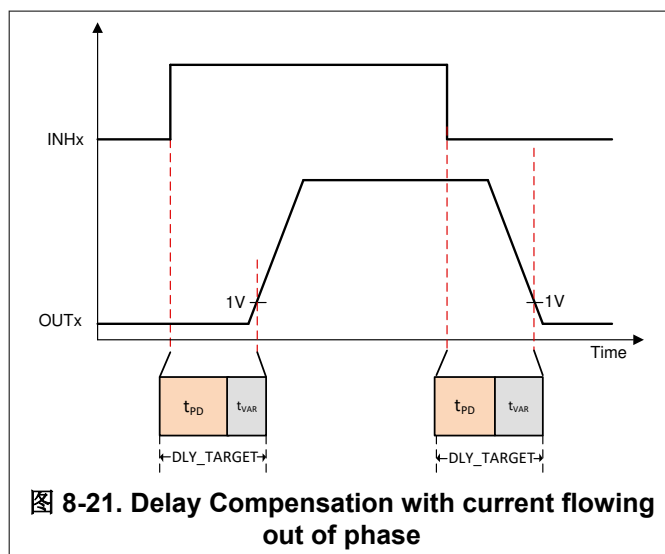 INHx
1V
1V
OUTx
Time
tPD
tVAR
tPD
tVAR
DLY_TARGET
DLY_TARGET
图 8-21. Delay Compensation with current flowing
out of phase